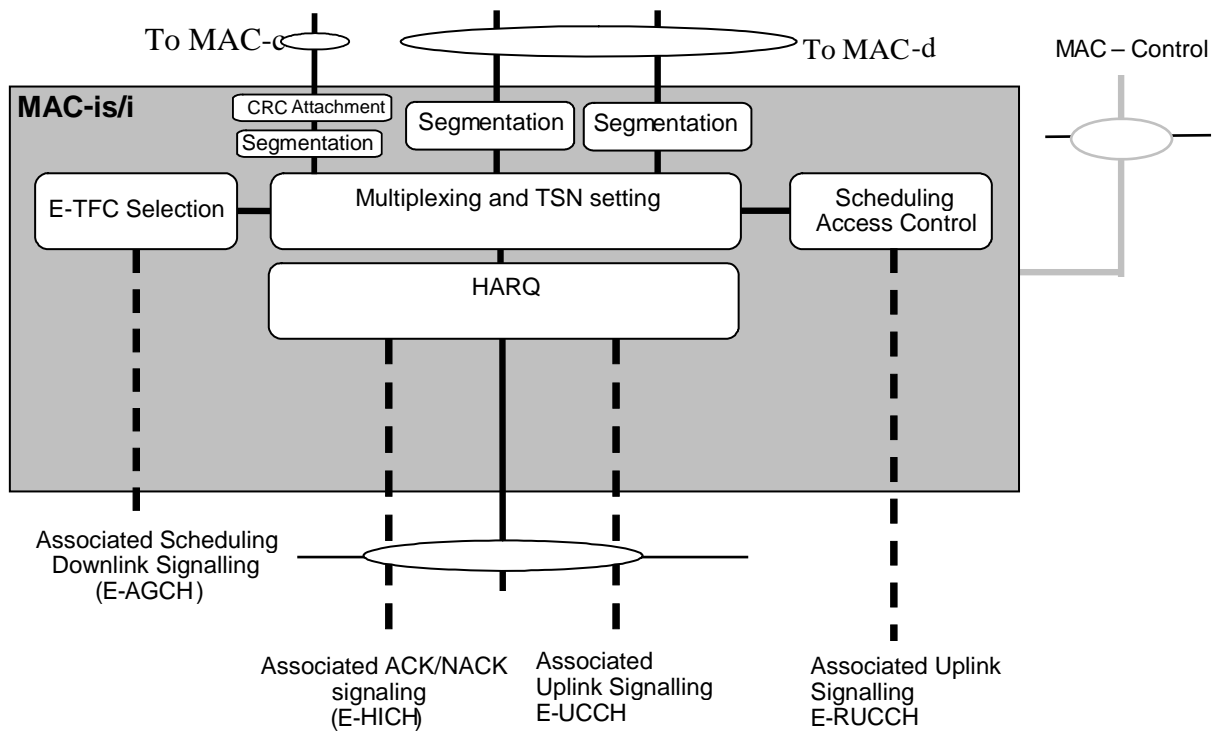 To MAC-c
To MAC-d
MAC – Control
MAC-is/i
CRC Attachment
Segmentation
Segmentation
Segmentation
E-TFC Selection
Multiplexing and TSN setting
Scheduling
Access Control
HARQ
Associated Scheduling
Downlink Signalling
(E-AGCH)
Associated ACK/NACK
signaling
(E-HICH)
Associated
Uplink Signalling
E-UCCH
Associated Uplink
Signalling
E-RUCCH